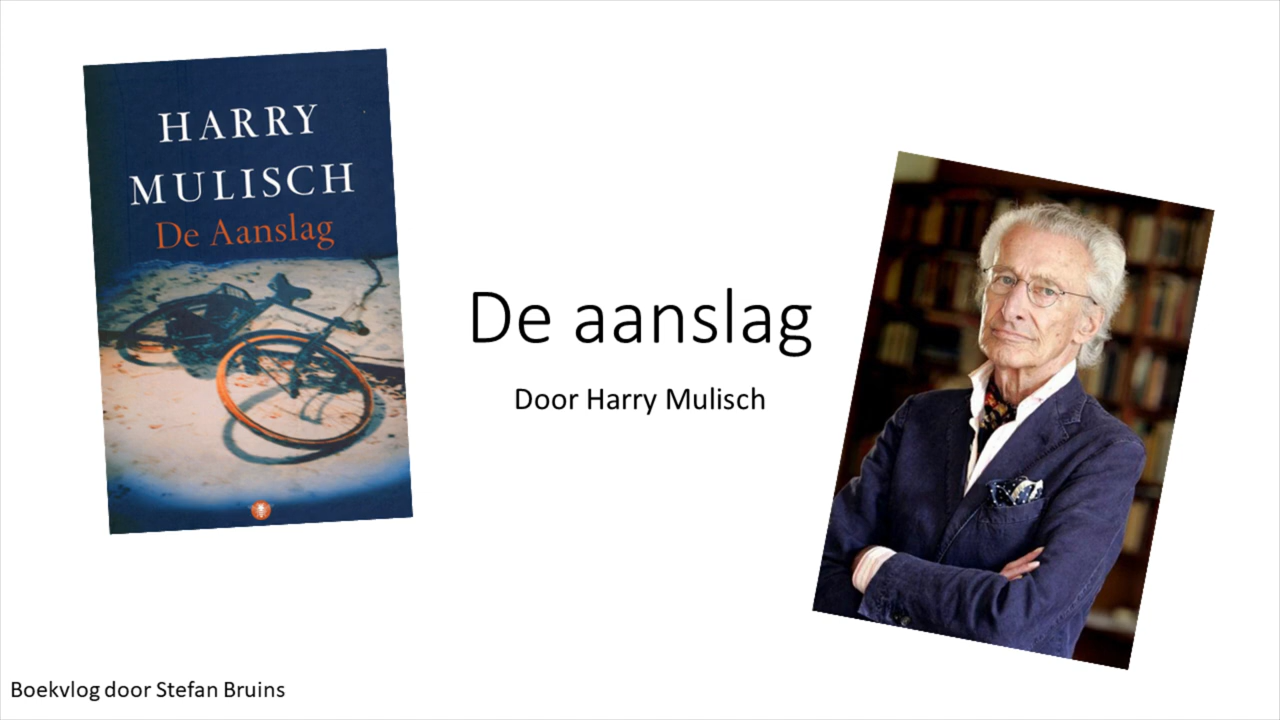 HARRY
MULISCH
De Aanslag
De aanslag
Door Harry Mulisch
Boekvlog door Stefan Bruins